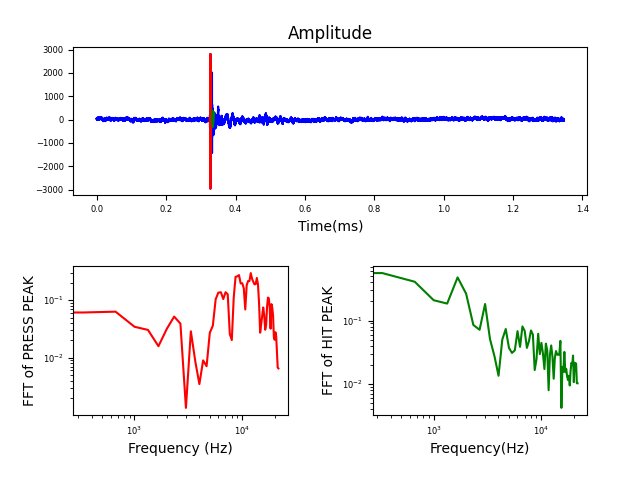 Amplitude
3000
2000
1000
0
−1000
−2000
−3000
0.0 0.2 0.4 0.6 0.8 1.0 1.2 1.4
Time(ms)
FFT of PRESS PEAK
10⁻¹
10⁻²
10³ 10⁴
Frequency (Hz)
FFT of HIT PEAK
10⁻¹
10⁻²
10³ 10⁴
Frequency(Hz)